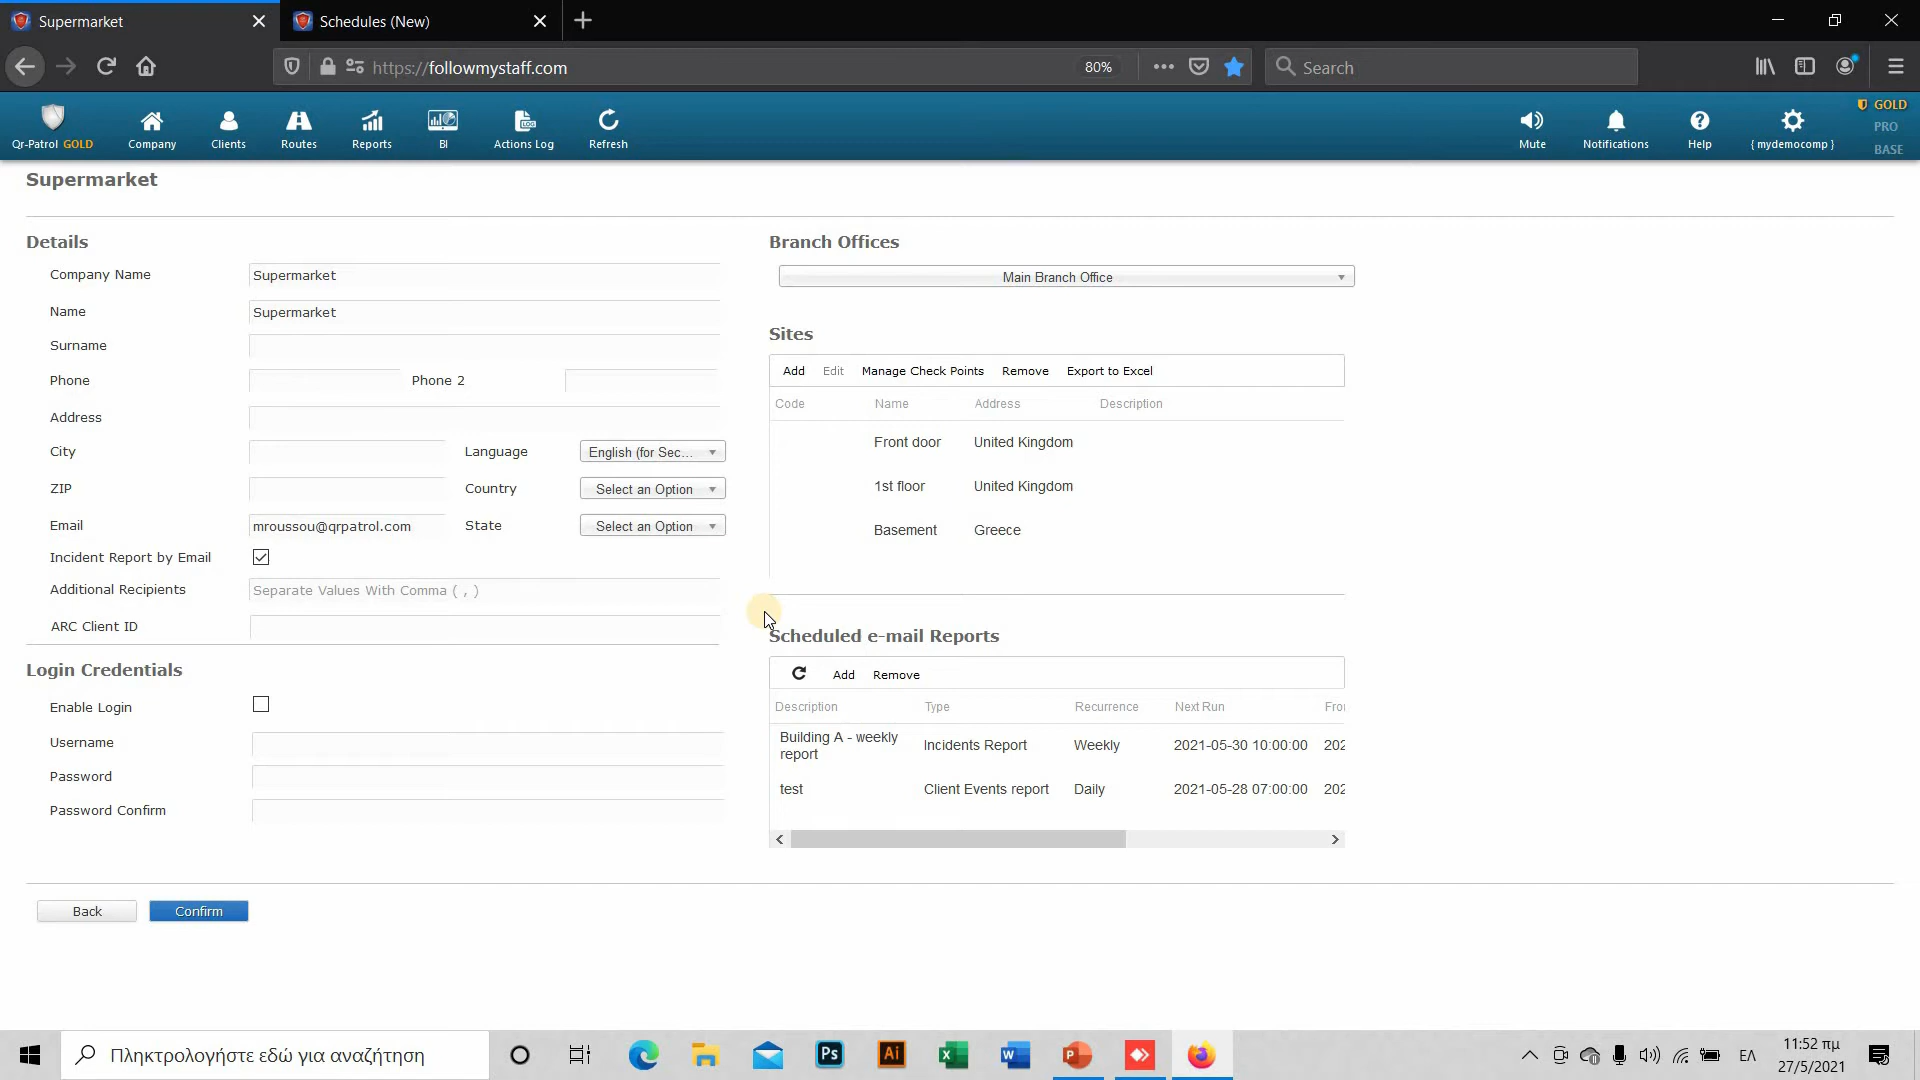 Supermarket
Schedules (New)
https://followmystaff.com
80%
Search
Qr-Patrol GOLD
Company
Clients
Routes
Reports
BI
Actions Log
Refresh
Mute
Notifications
Help
{ mydemocomp }
GOLD
PRO
BASE
Supermarket
Details
Company Name
Supermarket
Name
Supermarket
Surname
Phone
Phone 2
Address
City
Language
English (for Sec...
ZIP
Country
Select an Option
Email
mroussou@qrpatrol.com
State
Select an Option
Incident Report by Email
Additional Recipients
Separate Values With Comma ( , )
ARC Client ID
Login Credentials
Enable Login
Username
Password
Password Confirm
Back
Confirm
Branch Offices
Main Branch Office
Sites
Add Edit Manage Check Points Remove Export to Excel
Code Name Address Description
Front door United Kingdom
1st floor United Kingdom
Basement Greece
Scheduled e-mail Reports
Add Remove
Description Type Recurrence Next Run Fro
Building A - weekly
report
Incidents Report Weekly 2021-05-30 10:00:00 202
test Client Events report Daily 2021-05-28 07:00:00 202
Πληκτρολογήστε εδώ για αναζήτηση
Ps
Ai
ΕΛ
11:52 πμ
27/5/2021